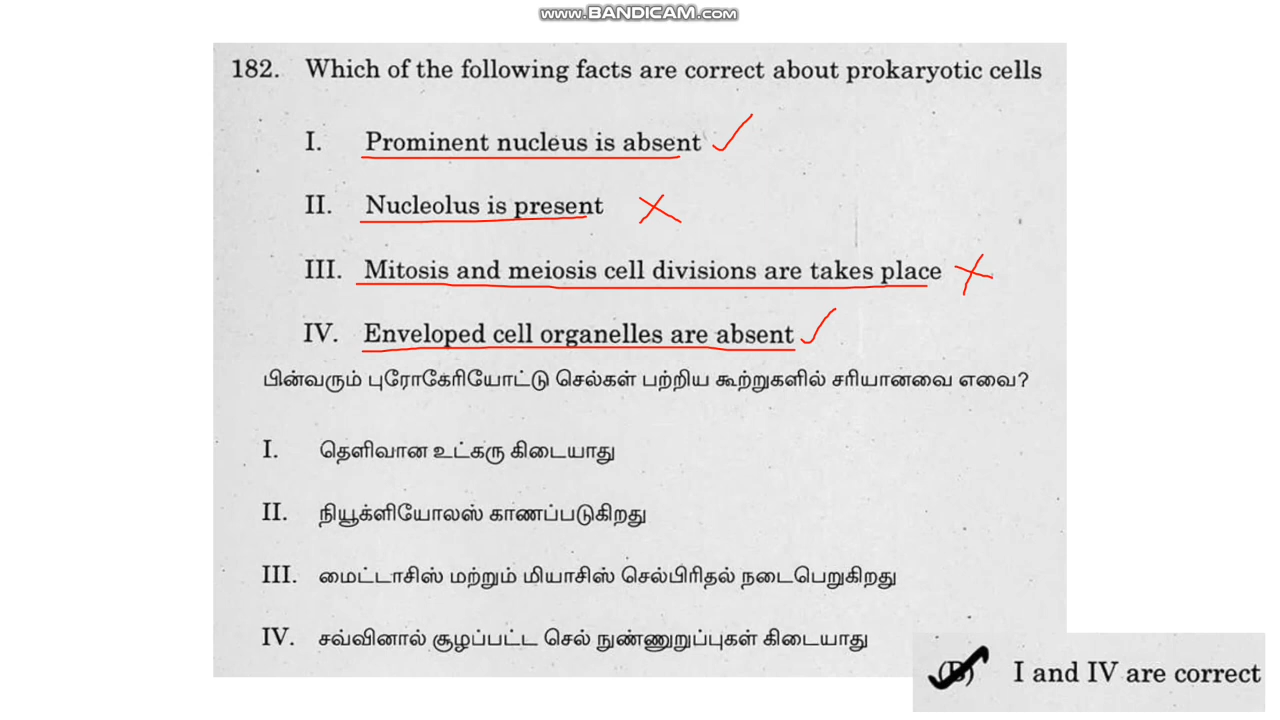 www.BANDICAM.com
182. Which of the following facts are correct about prokaryotic cells
I. Prominent nucleus is absent
II. Nucleolus is present
III. Mitosis and meiosis cell divisions are takes place
IV. Enveloped cell organelles are absent
பின்வரும் புரோகேரியோட்டு செல்கள் பற்றிய கூற்றுகளில் சரியானவை எவை?
I. தெளிவான உட்கரு கிடையாது
II. நியூக்ளியோலஸ் காணப்படுகிறது
III. மைட்டாசிஸ் மற்றும் மியாசிஸ் செல்பிரிதல் நடைபெறுகிறது
IV. சவ்வினால் சூழப்பட்ட செல் நுண்ணுறுப்புகள் கிடையாது
(B) I and IV are correct